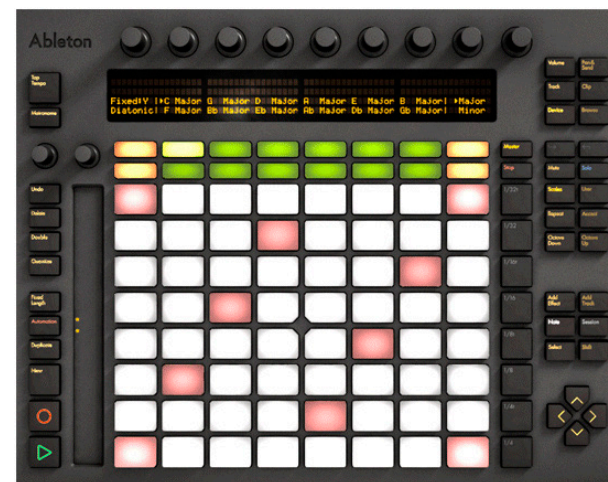 Ableton
Tap
Tempo
Metronome
Fixed:Y |▸C Major G Major D Major A Major E Major B Major| ▸Major
Diatonic| F Major Bb Major Eb Major Ab Major Db Major Gb Major| Minor
Volume
Pan &
Send
Track
Clip
Device
Browse
Master
Stop
Mute
Solo
Scales
User
Repeat
Accent
Octave
Down
Octave
Up
Add
Effect
Add
Track
Note
Session
Select
Shift
Undo
Delete
Double
Quantize
Fixed
Length
Automation
Duplicate
New
1/32t
1/32
1/16t
1/16
1/8t
1/8
1/4t
1/4